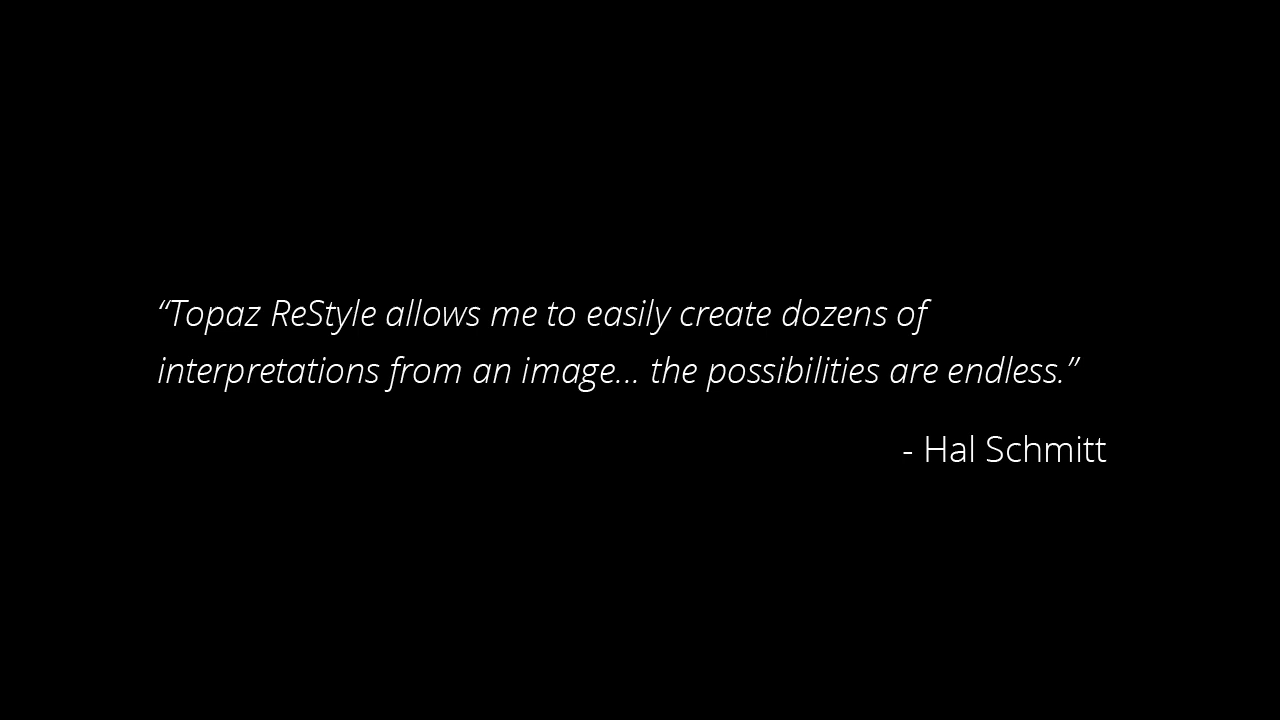 “Topaz ReStyle allows me to easily create dozens of
interpretations from an image... the possibilities are endless.”
- Hal Schmitt